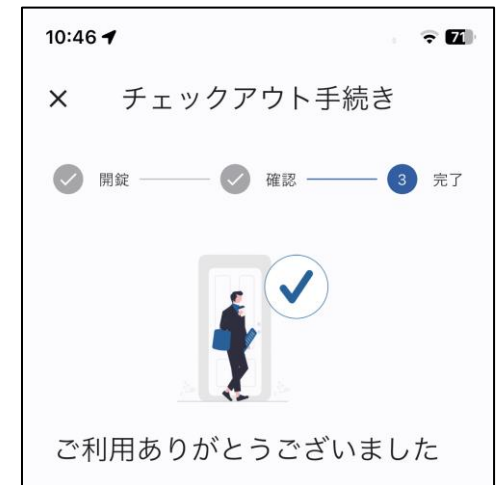 10:46 71
× チェックアウト手続き
開錠 確認 3 完了
ご利用ありがとうございました